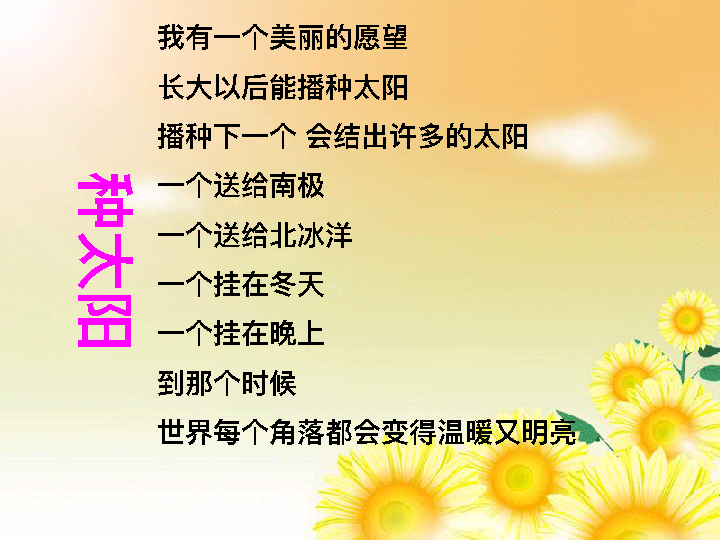 种太阳
我有一个美丽的愿望
长大以后能播种太阳
播种下一个 会结出许多的太阳
一个送给南极
一个送给北冰洋
一个挂在冬天
一个挂在晚上
到那个时候
世界每个角落都会变得温暖又明亮